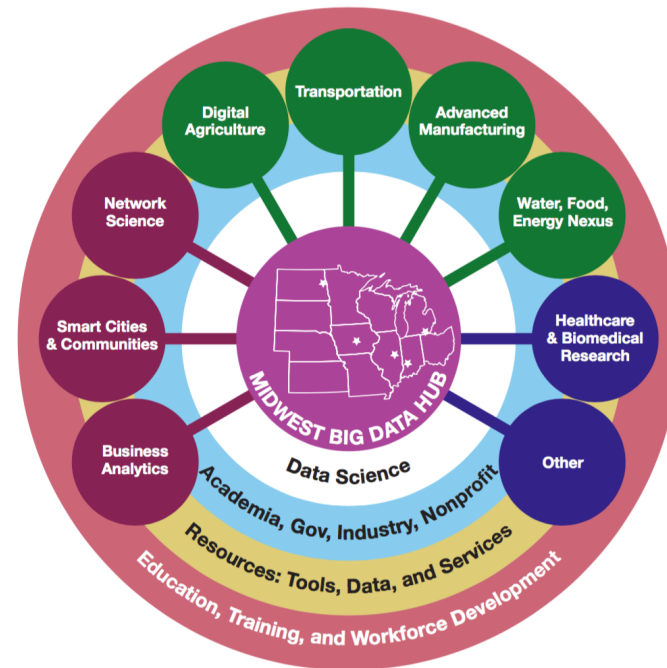 Transportation
Digital
Agriculture
Advanced
Manufacturing
Network
Science
Water, Food,
Energy Nexus
Smart Cities
& Communities
Healthcare
& Biomedical
Research
Business
Analytics
Other
MIDWEST BIG DATA HUB
Data Science
Academia, Gov, Industry, Nonprofit
Resources: Tools, Data, and Services
Education, Training, and Workforce Development